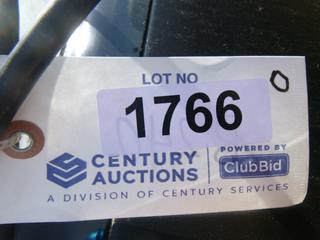 LOT NO
1766
CENTURY AUCTIONS
POWERED BY
ClubBid
A DIVISION OF CENTURY SERVICES